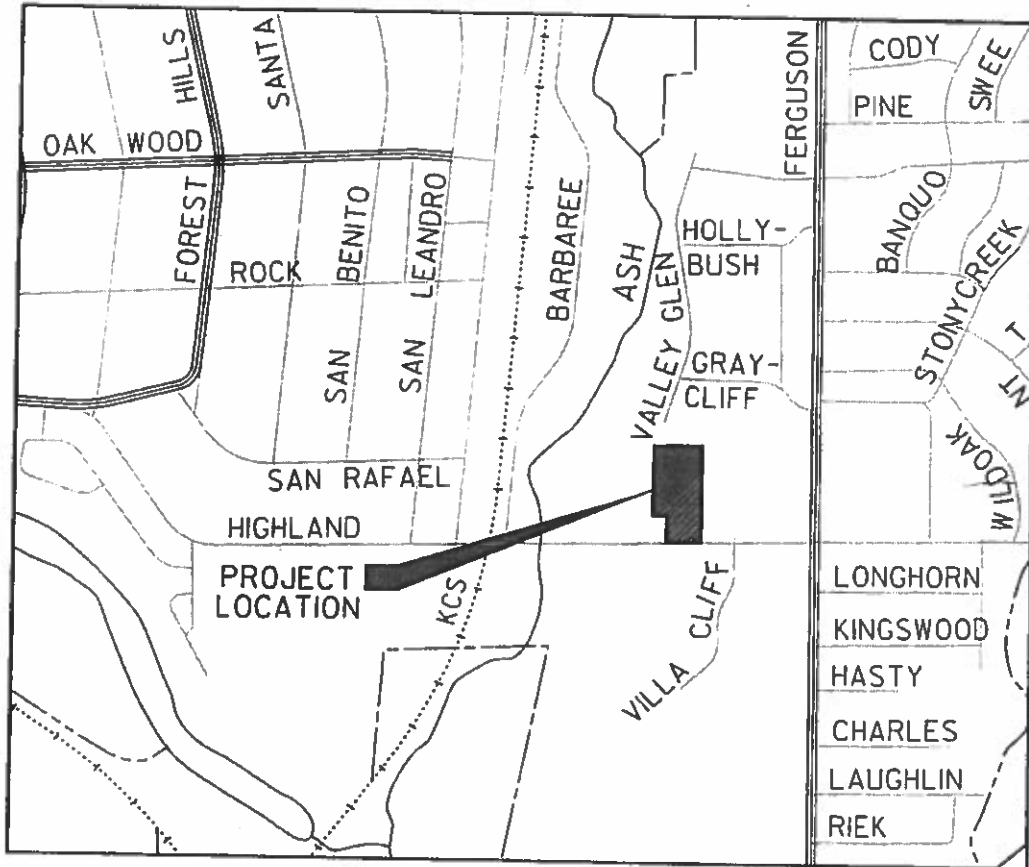 HILLS
SANTA
FERGUSON
CODY
SWEE
PINE
OAK WOOD
FOREST
BENITO
LEANDRO
BARBAREE
ASH
HOLLY-
BUSH
BANQUO
STONYCREEK
ROCK
VALLEY GLEN
SAN
SAN
GRAY-
CLIFF
T
NT
WILDOAK
SAN RAFAEL
HIGHLAND
PROJECT
LOCATION
KCS
VILLA CLIFF
LONGHORN
KINGSWOOD
HASTY
CHARLES
LAUGHLIN
RIEK